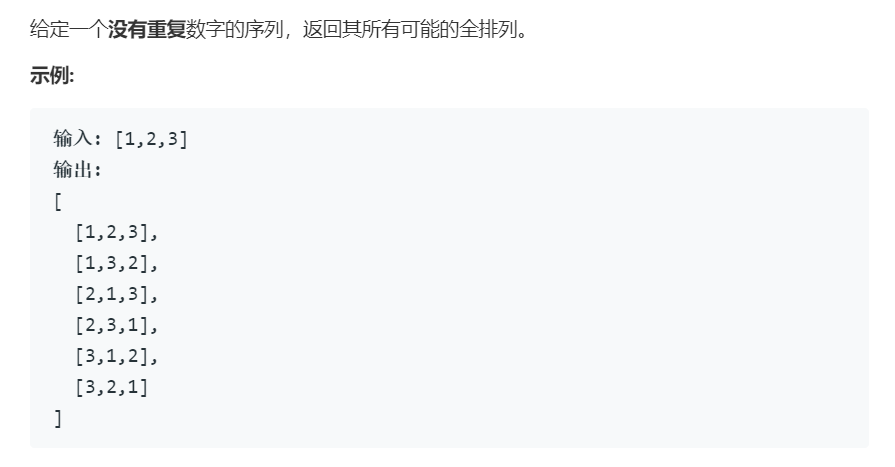 给定一个没有重复数字的序列，返回其所有可能的全排列。
示例:
输入: [1,2,3]
输出:
[
  [1,2,3],
  [1,3,2],
  [2,1,3],
  [2,3,1],
  [3,1,2],
  [3,2,1]
]